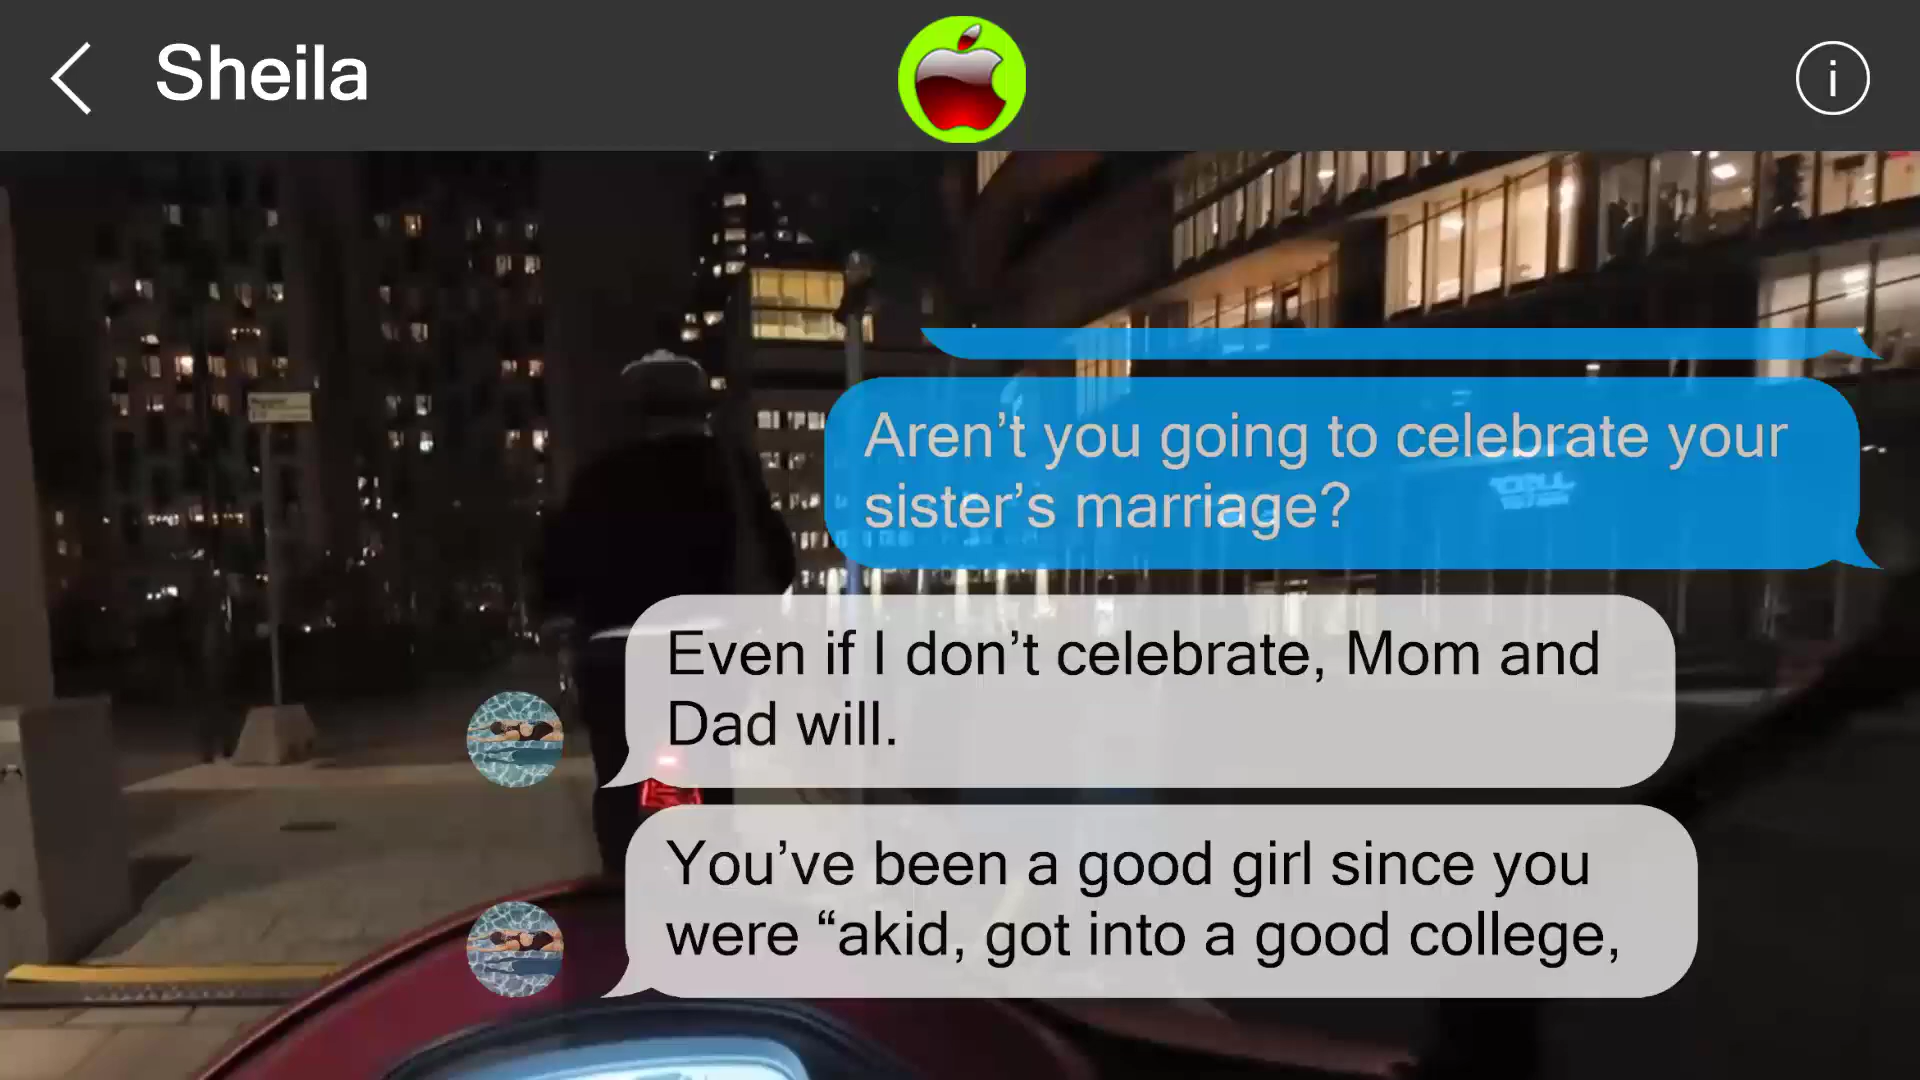 Sheila
Aren’t you going to celebrate your
sister’s marriage?
Even if I don’t celebrate, Mom and
Dad will.
You’ve been a good girl since you
were “akid, got into a good college,